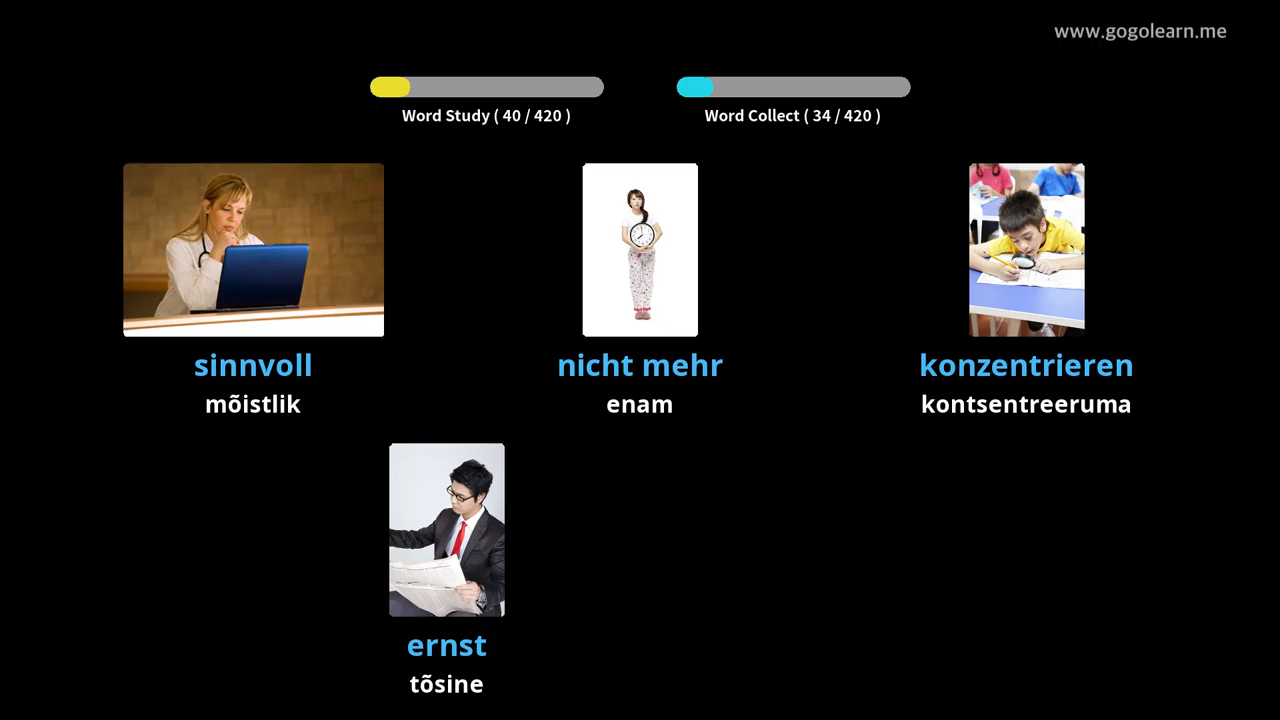 www.gogolearn.me
Word Study ( 40 / 420 )
Word Collect ( 34 / 420 )
sinnvoll
mõistlik
nicht mehr
enam
konzentrieren
kontsentreeruma
ernst
tõsine